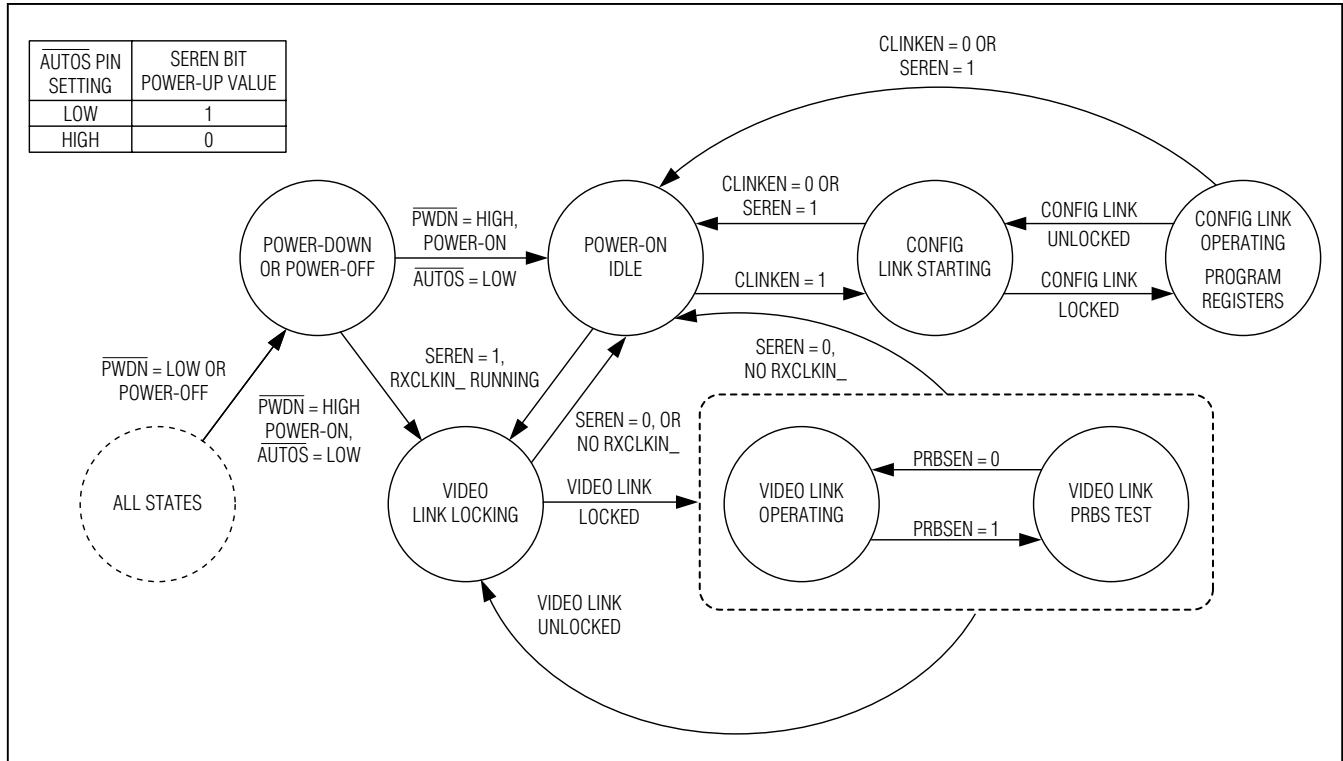 AUTOS PIN
SETTING
SEREN BIT
POWER-UP VALUE
LOW
1
HIGH
0
CLINKEN = 0 OR
SEREN = 1
POWER-DOWN
OR POWER-OFF
PWDN = HIGH,
POWER-ON
AUTOS = LOW
POWER-ON
IDLE
CLINKEN = 0 OR
SEREN = 1
CLINKEN = 1
CONFIG
LINK STARTING
CONFIG LINK
UNLOCKED
CONFIG LINK
LOCKED
CONFIG LINK
OPERATING
PROGRAM
REGISTERS
PWDN = LOW OR
POWER-OFF
PWDN = HIGH
POWER-ON,
AUTOS = LOW
SEREN = 1,
RXCLKIN_ RUNNING
SEREN = 0, OR
NO RXCLKIN_
SEREN = 0,
NO RXCLKIN_
ALL STATES
VIDEO
LINK LOCKING
VIDEO LINK
LOCKED
VIDEO LINK
OPERATING
PRBSEN = 0
PRBSEN = 1
VIDEO LINK
PRBS TEST
VIDEO LINK
UNLOCKED